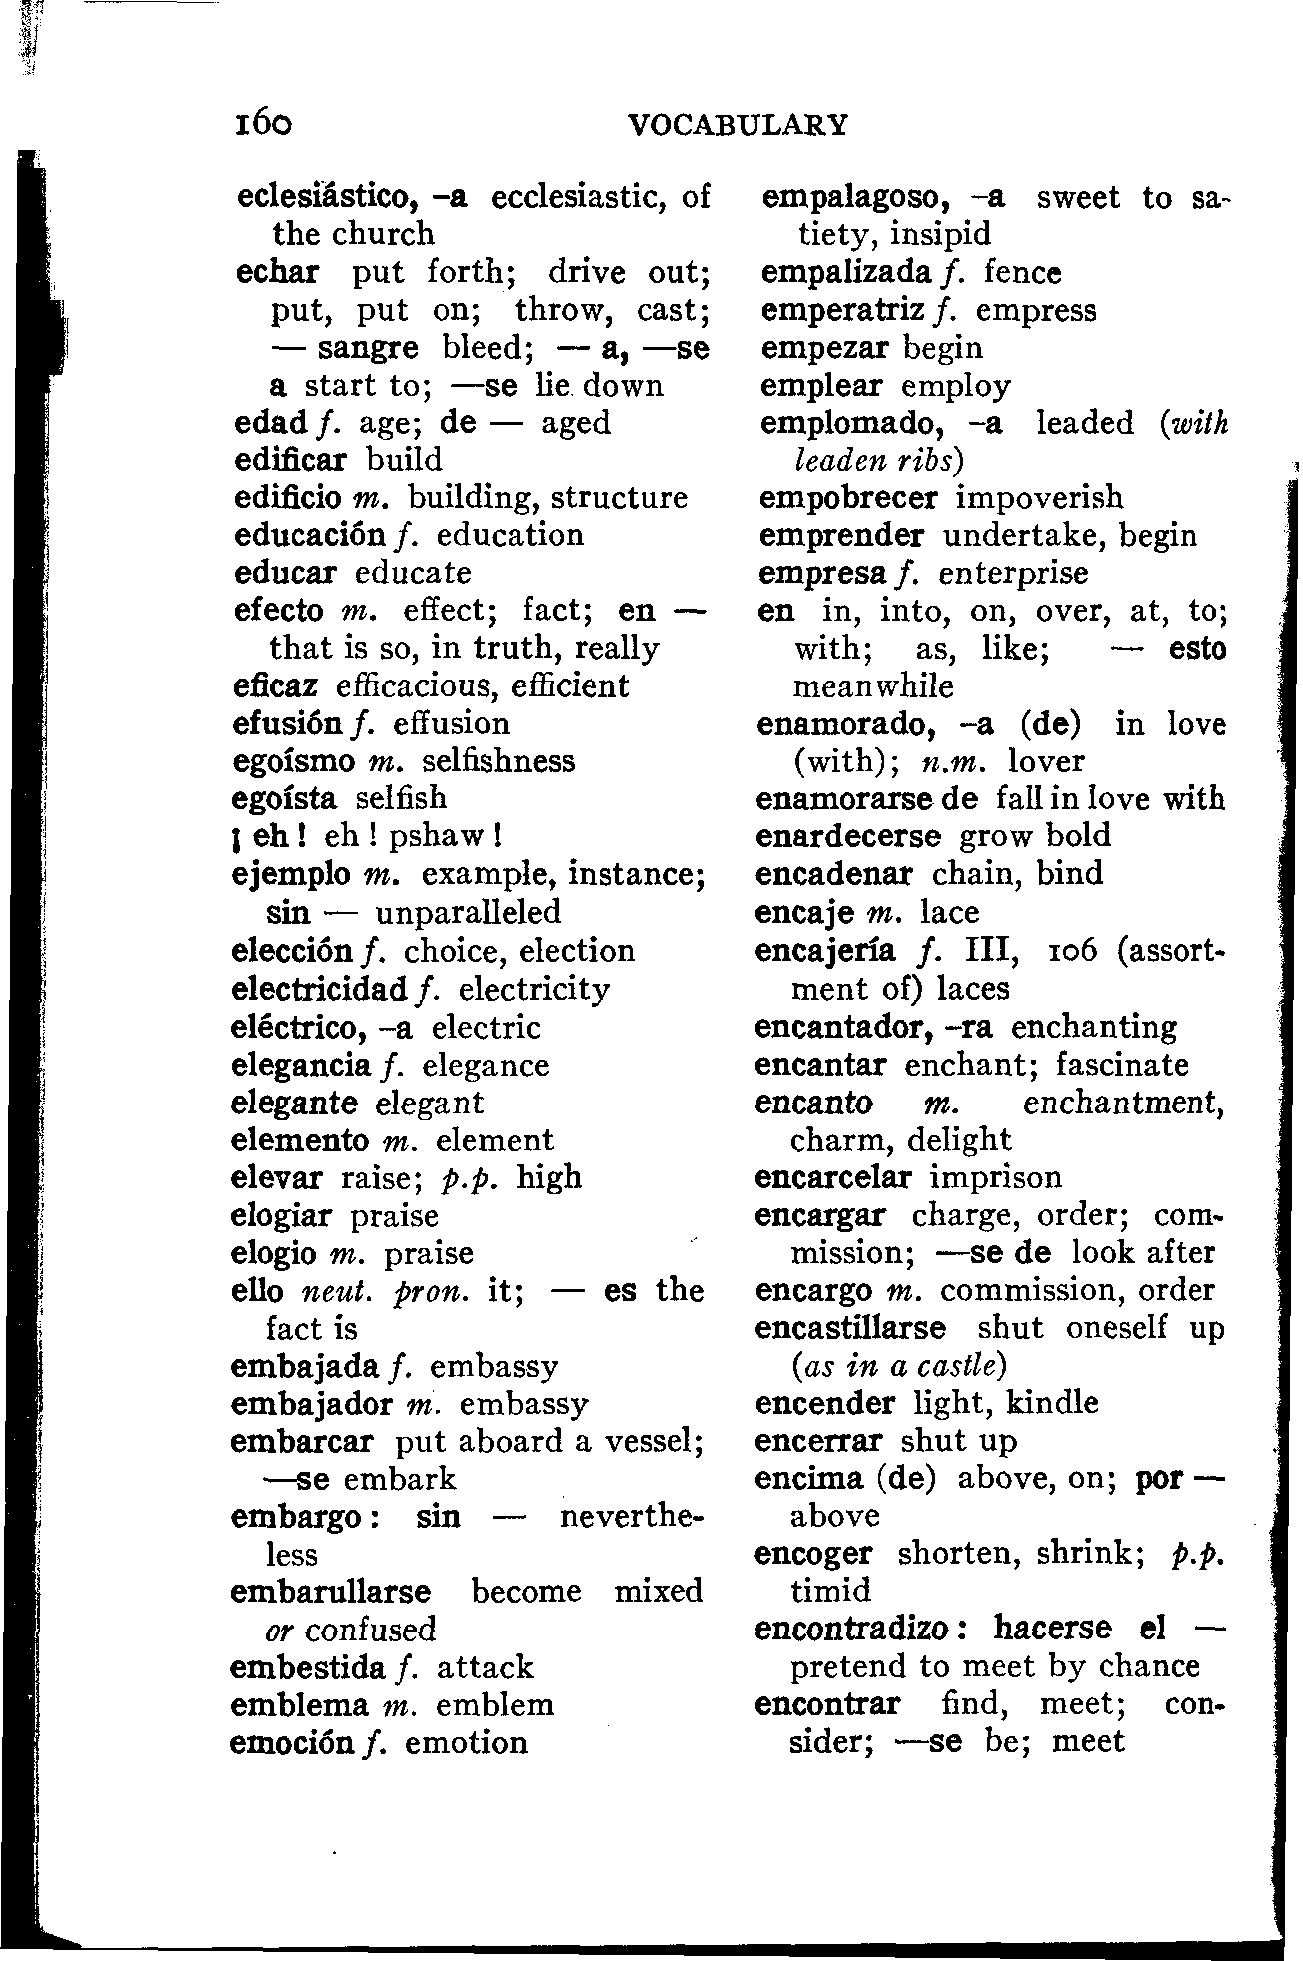 160 VOCABULARY
eclesiástico, -a ecclesiastic, of
the church
echar put forth; drive out;
put, put on; throw, cast;
— sangre bleed; — a, —se
a start to; —se lie down
edad f. age; de — aged
edificar build
edificio m. building, structure
educación f. education
educar educate
efecto m. effect; fact; en —
that is so, in truth, really
eficaz efficacious, efficient
efusión f. effusion
egoísmo m. selfishness
egoísta selfish
¡ eh ! eh ! pshaw !
ejemplo m. example, instance;
sin — unparalleled
elección f. choice, election
electricidad f. electricity
eléctrico, -a electric
elegancia f. elegance
elegante elegant
elemento m. element
elevar raise; p.p. high
elogiar praise
elogio m. praise
ello neut. pron. it; — es the
fact is
embajada f. embassy
embajador m. embassy
embarcar put aboard a vessel;
—se embark
embargo : sin — neverthe-
less
embarullarse become mixed
or confused
embestida f. attack
emblema m. emblem
emoción f. emotion
empalagoso, -a sweet to sa-
tiety, insipid
empalizada f. fence
emperatriz f. empress
empezar begin
emplear employ
emplomado, -a leaded (with
leaden ribs)
empobrecer impoverish
emprender undertake, begin
empresa f. enterprise
en in, into, on, over, at, to;
with; as, like; — esto
meanwhile
enamorado, -a (de) in love
(with); n.m. lover
enamorarse de fall in love with
enardecerse grow bold
encadenar chain, bind
encaje m. lace
encajería f. III, 106 (assort-
ment of) laces
encantador, -ra enchanting
encantar enchant; fascinate
encanto m. enchantment,
charm, delight
encarcelar imprison
encargar charge, order; com-
mission; —se de look after
encargo m. commission, order
encastillarse shut oneself up
(as in a castle)
encender light, kindle
encerrar shut up
encima (de) above, on; por —
above
encoger shorten, shrink; p.p.
timid
encontradizo : hacerse el —
pretend to meet by chance
encontrar find, meet; con-
sider; —se be; meet